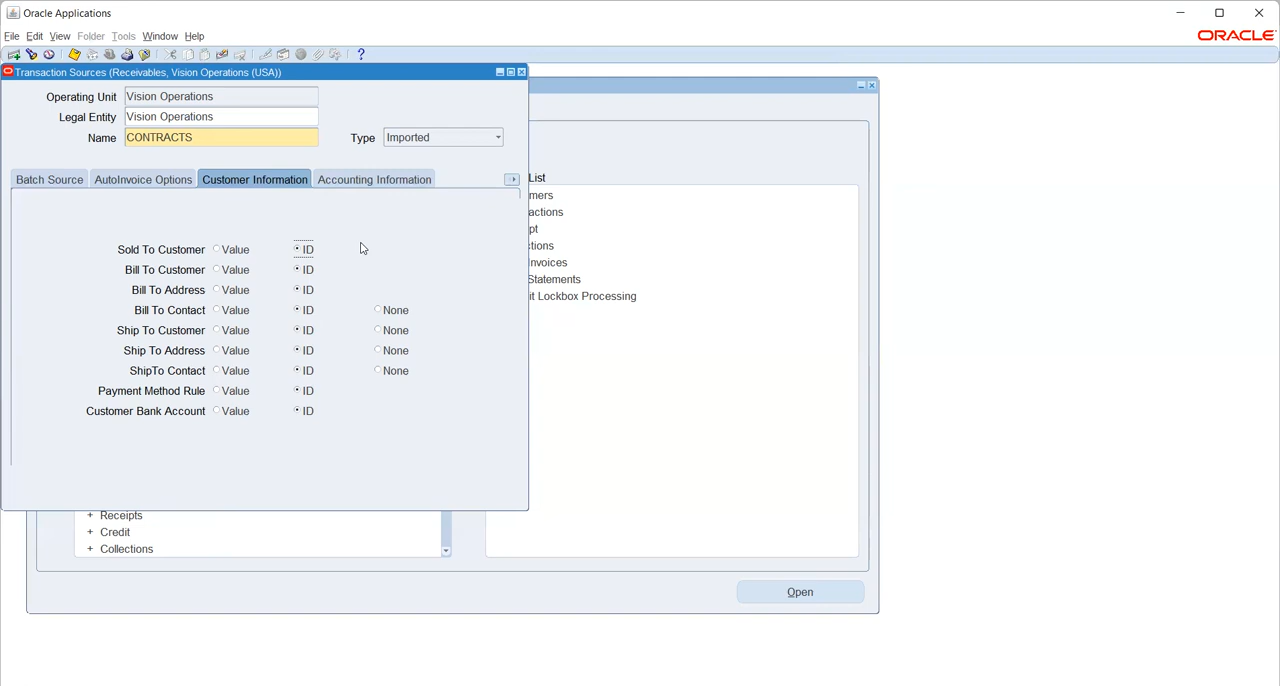 Oracle Applications
File Edit View Folder Tools Window Help
ORACLE
Transaction Sources (Receivables, Vision Operations (USA))
Operating Unit Vision Operations
Legal Entity Vision Operations
Name CONTRACTS Type Imported
Batch Source AutoInvoice Options Customer Information Accounting Information
List
mers
actions
pt
ctions
nvoices
Statements
it Lockbox Processing
Sold To Customer Value ID
Bill To Customer Value ID
Bill To Address Value ID
Bill To Contact Value ID None
Ship To Customer Value ID None
Ship To Address Value ID None
ShipTo Contact Value ID None
Payment Method Rule Value ID
Customer Bank Account Value ID
+ Receipts
+ Credit
+ Collections
Open